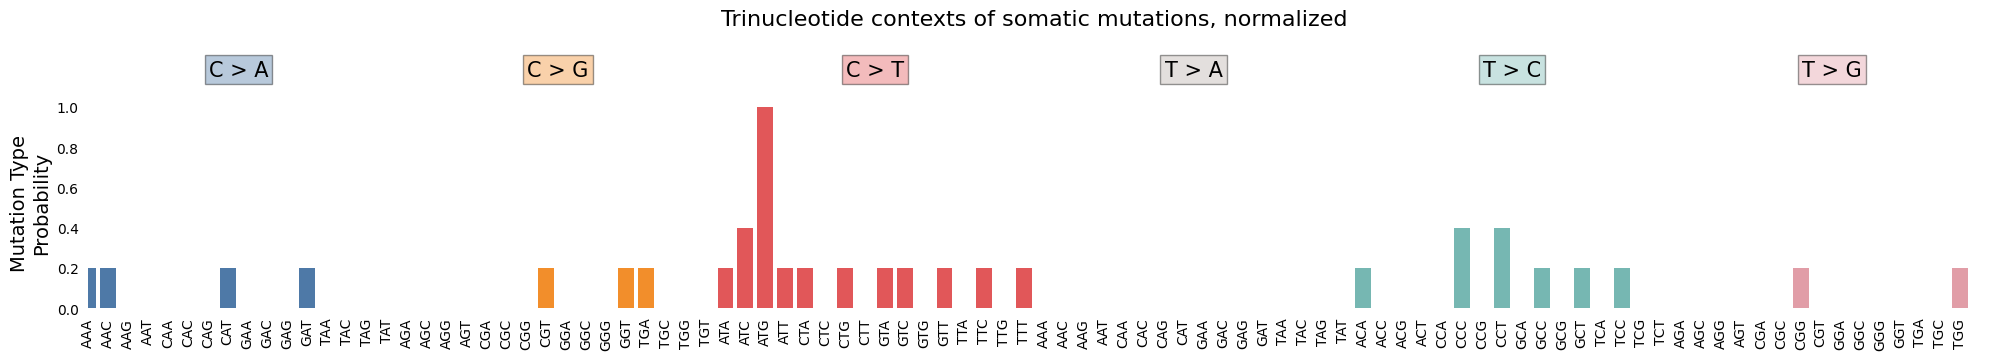 Trinucleotide contexts of somatic mutations, normalized
C > A
C > G
C > T
T > A
T > C
T > G
Mutation Type
Probability
1.0
0.8
0.6
0.4
0.2
0.0
AAA
AAC
AAG
AAT
CAA
CAC
CAG
CAT
GAA
GAC
GAG
GAT
TAA
TAC
TAG
TAT
AGA
AGC
AGG
AGT
CGA
CGC
CGG
CGT
GGA
GGC
GGG
GGT
TGA
TGC
TGG
TGT
ATA
ATC
ATG
ATT
CTA
CTC
CTG
CTT
GTA
GTC
GTG
GTT
TTA
TTC
TTG
TTT
AAA
AAC
AAG
AAT
CAA
CAC
CAG
CAT
GAA
GAC
GAG
GAT
TAA
TAC
TAG
TAT
ACA
ACC
ACG
ACT
CCA
CCC
CCG
CCT
GCA
GCC
GCG
GCT
TCA
TCC
TCG
TCT
AGA
AGC
AGG
AGT
CGA
CGC
CGG
CGT
GGA
GGC
GGG
GGT
TGA
TGC
TGG